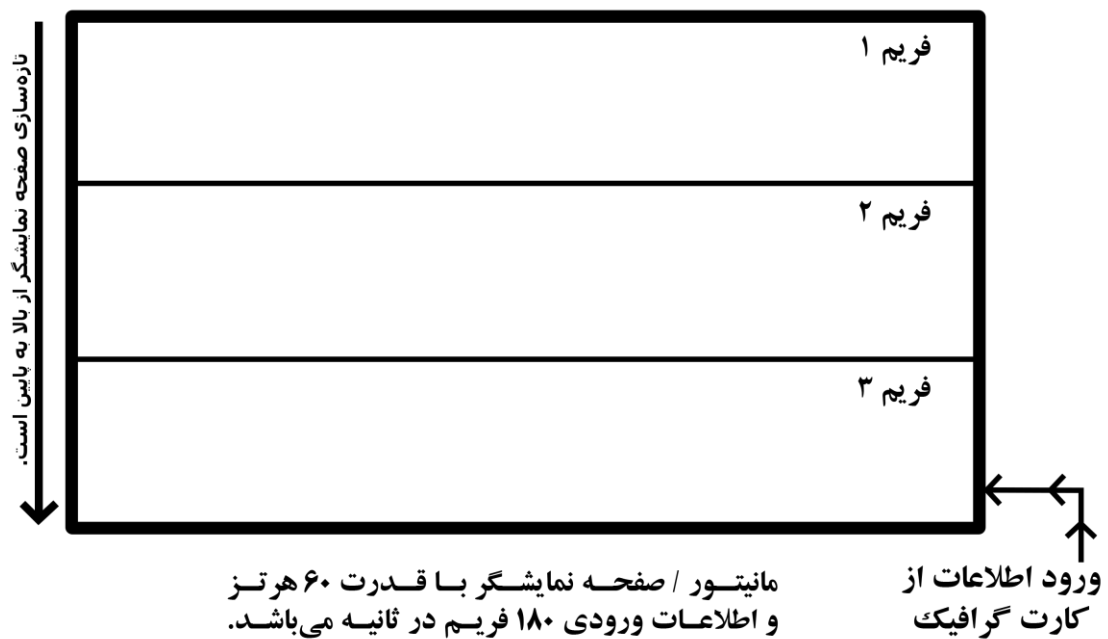 فریم ۱
فریم ۲
فریم ۳
تازه‌سازی صفحه نمایشگر از بالا به پایین است.
ورود اطلاعات از
کارت گرافیک
مانیتور / صفحه نمایشگر با قدرت ۶۰ هرتز
و اطلاعات ورودی ۱۸۰ فریم در ثانیه می‌باشد.